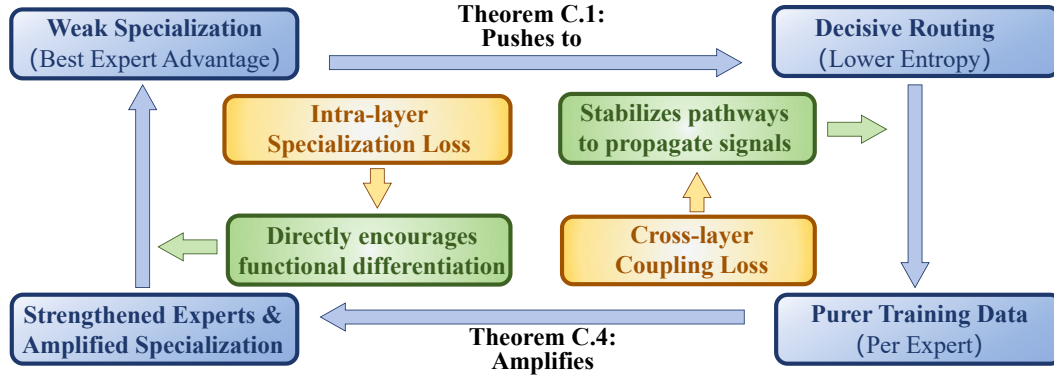 Weak Specialization
(Best Expert Advantage)
Theorem C.1:
Pushes to
Decisive Routing
(Lower Entropy)
Intra-layer
Specialization Loss
Stabilizes pathways
to propagate signals
Directly encourages
functional differentiation
Cross-layer
Coupling Loss
Strengthened Experts &
Amplified Specialization
Theorem C.4:
Amplifies
Purer Training Data
(Per Expert)